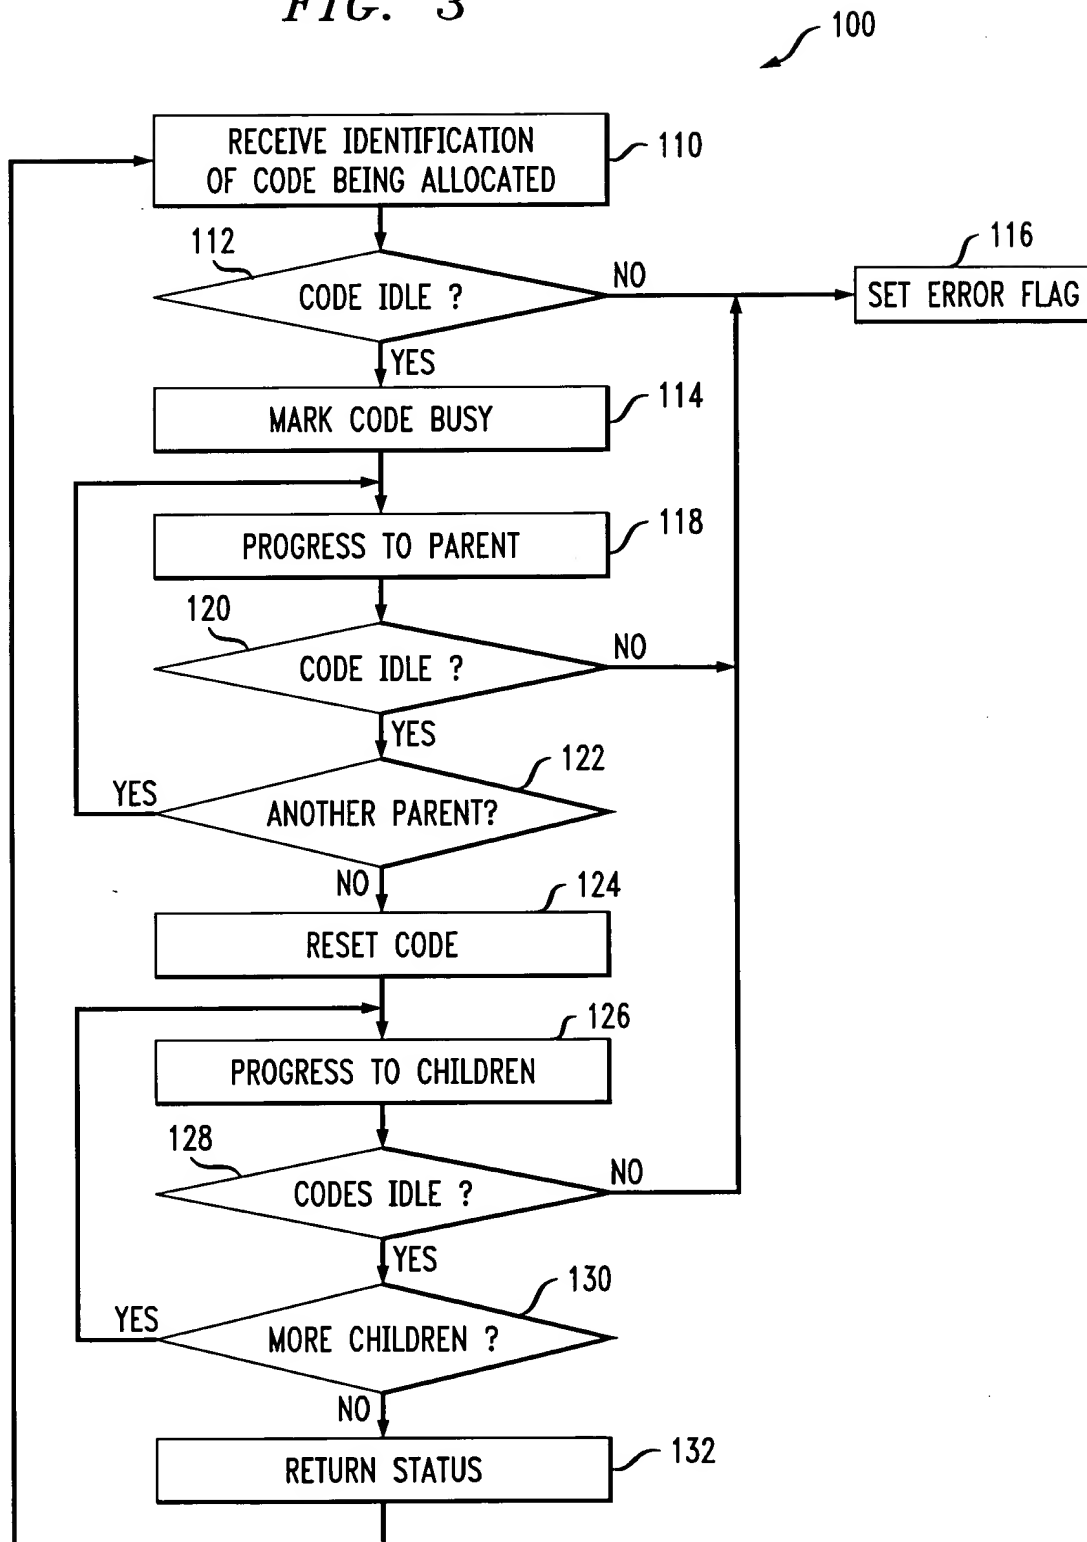 FIG. 3
100
RECEIVE IDENTIFICATION
OF CODE BEING ALLOCATED
110
112
CODE IDLE ?
NO
116
SET ERROR FLAG
YES
MARK CODE BUSY
114
PROGRESS TO PARENT
118
120
CODE IDLE ?
NO
YES
122
ANOTHER PARENT?
YES
NO
124
RESET CODE
126
PROGRESS TO CHILDREN
128
CODES IDLE ?
NO
YES
130
MORE CHILDREN ?
YES
NO
RETURN STATUS
132